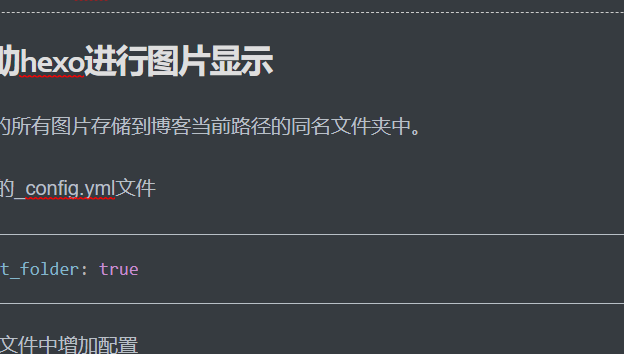 助hexo进行图片显示
的所有图片存储到博客当前路径的同名文件夹中。
的_config.yml文件
t_folder: true
文件中增加配置